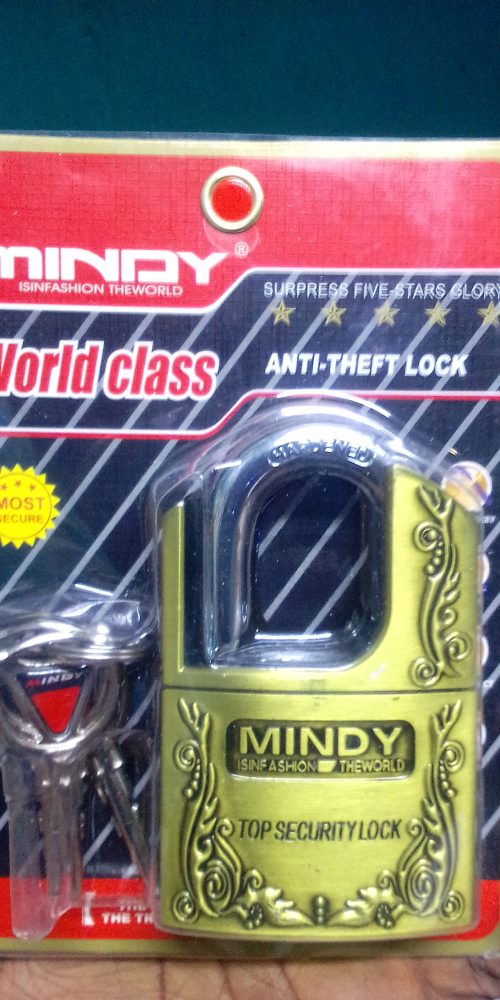 MINDY®
ISINFASHION THEWORLD
SURPRESS FIVE-STARS GLORY
World class
ANTI-THEFT LOCK
HARDENED
MOST
SECURE
MINDY
MINDY
ISINFASHION THEWORLD
TOP SECURITY LOCK
THE TR